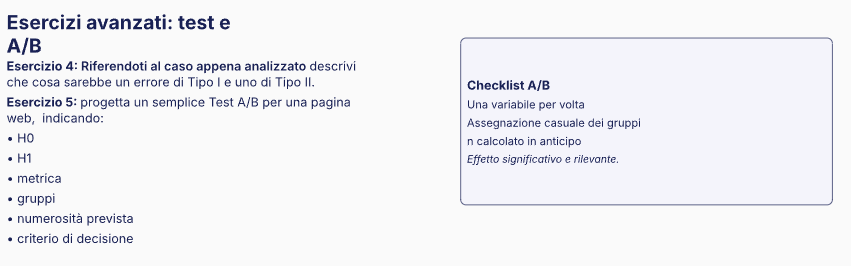 Esercizi avanzati: test e
A/B
Esercizio 4: Riferendoti al caso appena analizzato descrivi
che cosa sarebbe un errore di Tipo I e uno di Tipo II.
Esercizio 5: progetta un semplice Test A/B per una pagina
web,  indicando:
• H0
• H1
• metrica
• gruppi
• numerosità prevista
• criterio di decisione
Checklist A/B
Una variabile per volta
Assegnazione casuale dei gruppi
n calcolato in anticipo
Effetto significativo e rilevante.